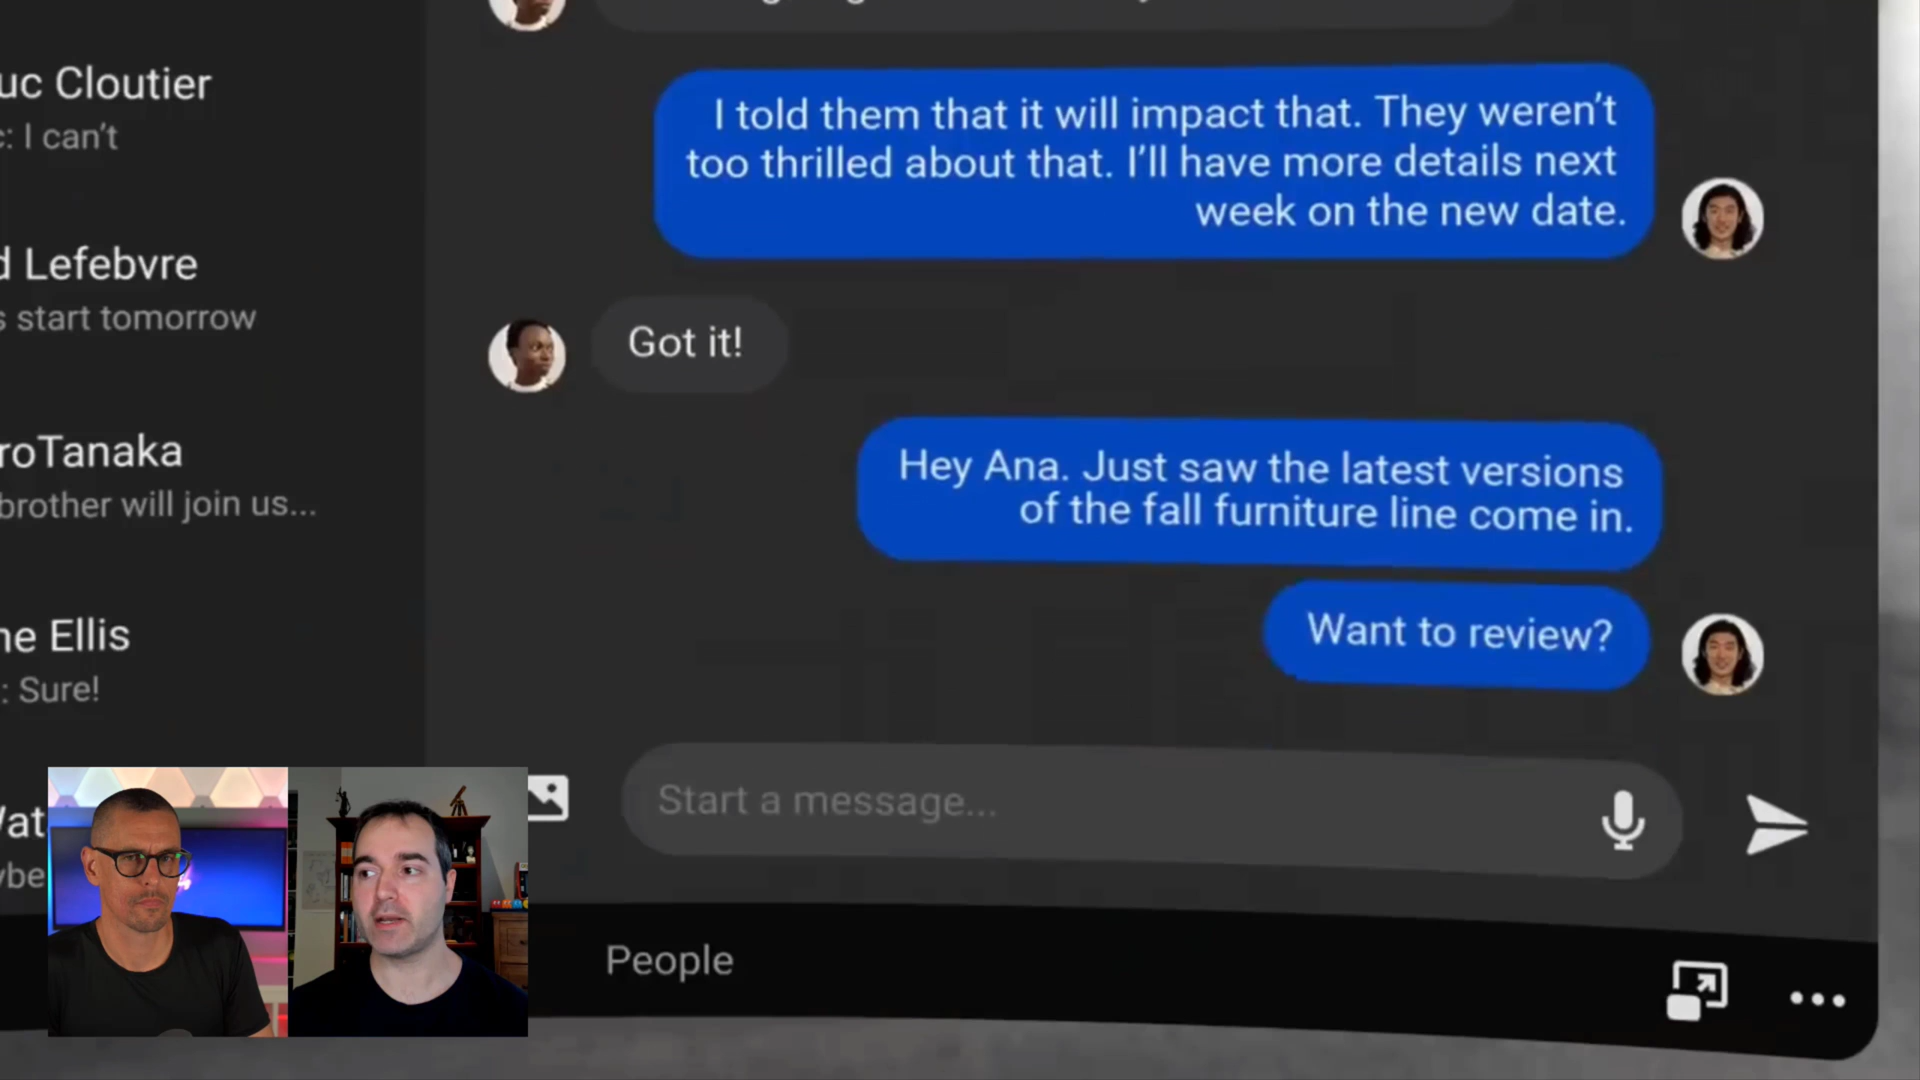 uc Cloutier
: I can't
d Lefebvre
s start tomorrow
roTanaka
brother will join us...
ne Ellis
: Sure!
I told them that it will impact that. They weren't
too thrilled about that. I'll have more details next
week on the new date.
Got it!
Hey Ana. Just saw the latest versions
of the fall furniture line come in.
Want to review?
Start a message...
People